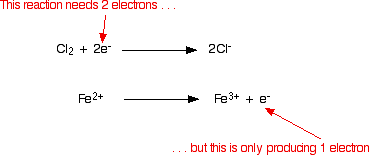 This reaction needs 2 electrons . . .
Cl₂ + 2e⁻ ⟶ 2Cl⁻
Fe²⁺ ⟶ Fe³⁺ + e⁻
. . . but this is only producing 1 electron